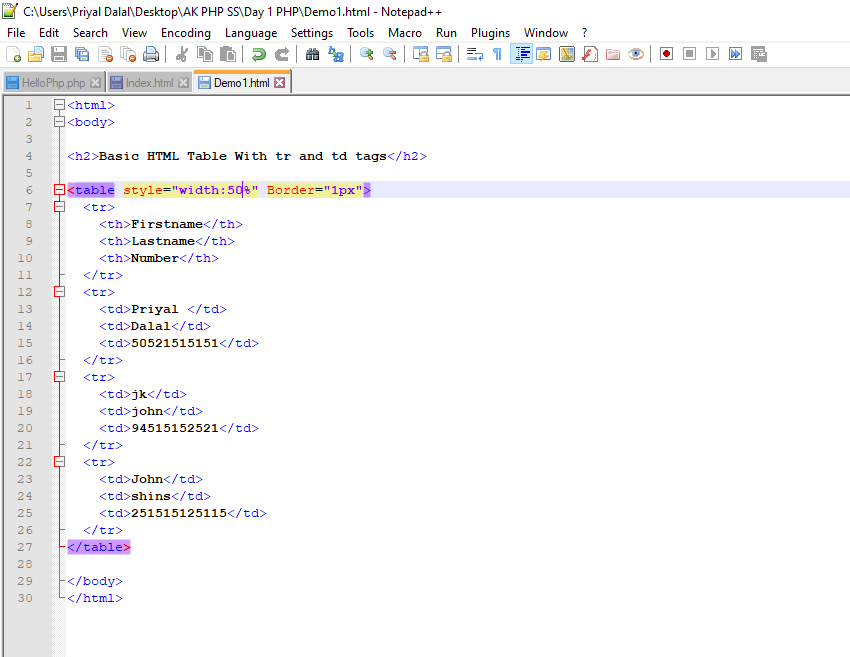 C:\Users\Priyal Dalal\Desktop\AK PHP SS\Day 1 PHP\Demo1.html - Notepad++
File Edit Search View Encoding Language Settings Tools Macro Run Plugins Window ?
HelloPhp.php Index.html Demo1.html
1 <html>
2 <body>
3
4 <h2>Basic HTML Table With tr and td tags</h2>
5
6 <table style="width:50%" Border="1px">
7 <tr>
8 <th>Firstname</th>
9 <th>Lastname</th>
10 <th>Number</th>
11 </tr>
12 <tr>
13 <td>Priyal </td>
14 <td>Dalal</td>
15 <td>50521515151</td>
16 </tr>
17 <tr>
18 <td>jk</td>
19 <td>john</td>
20 <td>94515152521</td>
21 </tr>
22 <tr>
23 <td>John</td>
24 <td>shins</td>
25 <td>251515125115</td>
26 </tr>
27 </table>
28
29 </body>
30 </html>